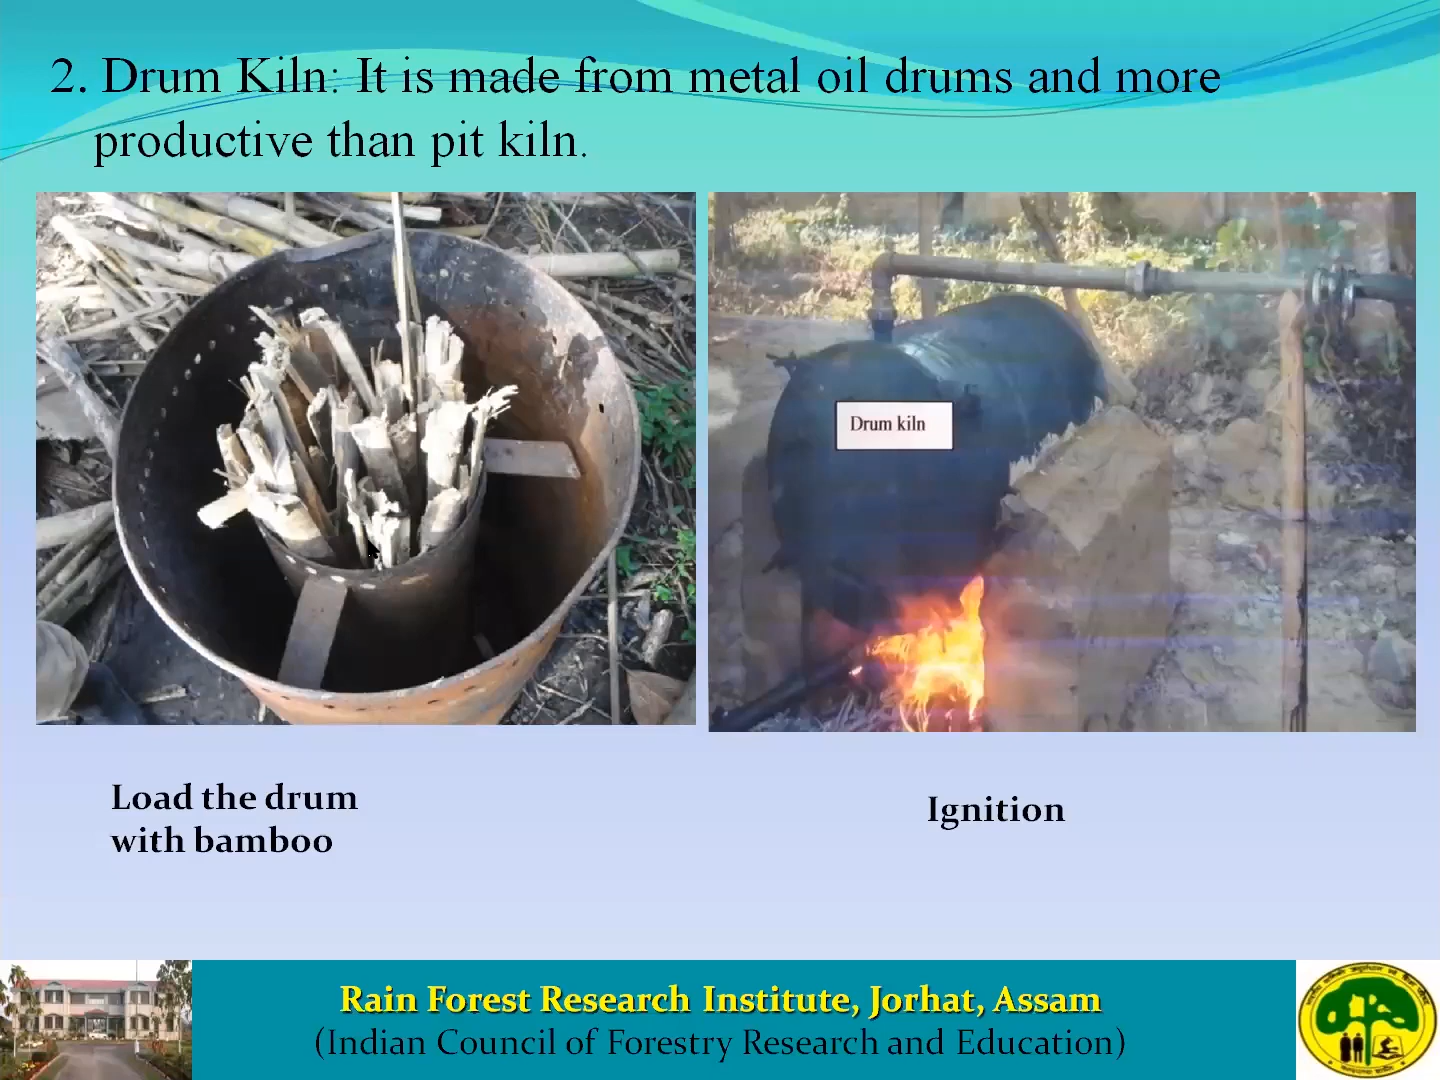 2. Drum Kiln: It is made from metal oil drums and more
productive than pit kiln.
Drum kiln
Load the drum
with bamboo
Ignition
Rain Forest Research Institute, Jorhat, Assam
(Indian Council of Forestry Research and Education)